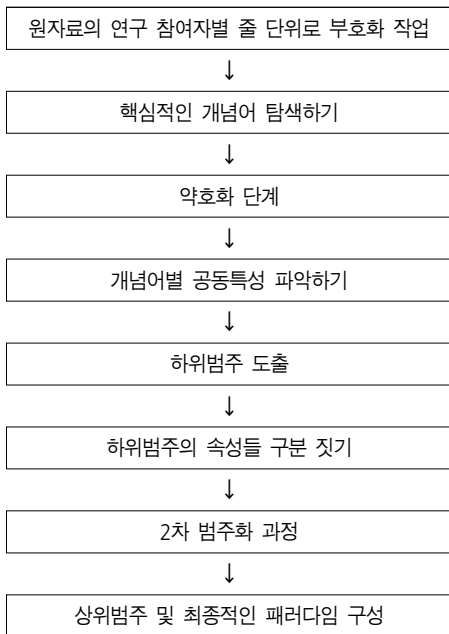 원자료의 연구 참여자별 줄 단위로 부호화 작업
↓
핵심적인 개념어 탐색하기
↓
약호화 단계
↓
개념어별 공동특성 파악하기
↓
하위범주 도출
↓
하위범주의 속성들 구분 짓기
↓
2차 범주화 과정
↓
상위범주 및 최종적인 패러다임 구성